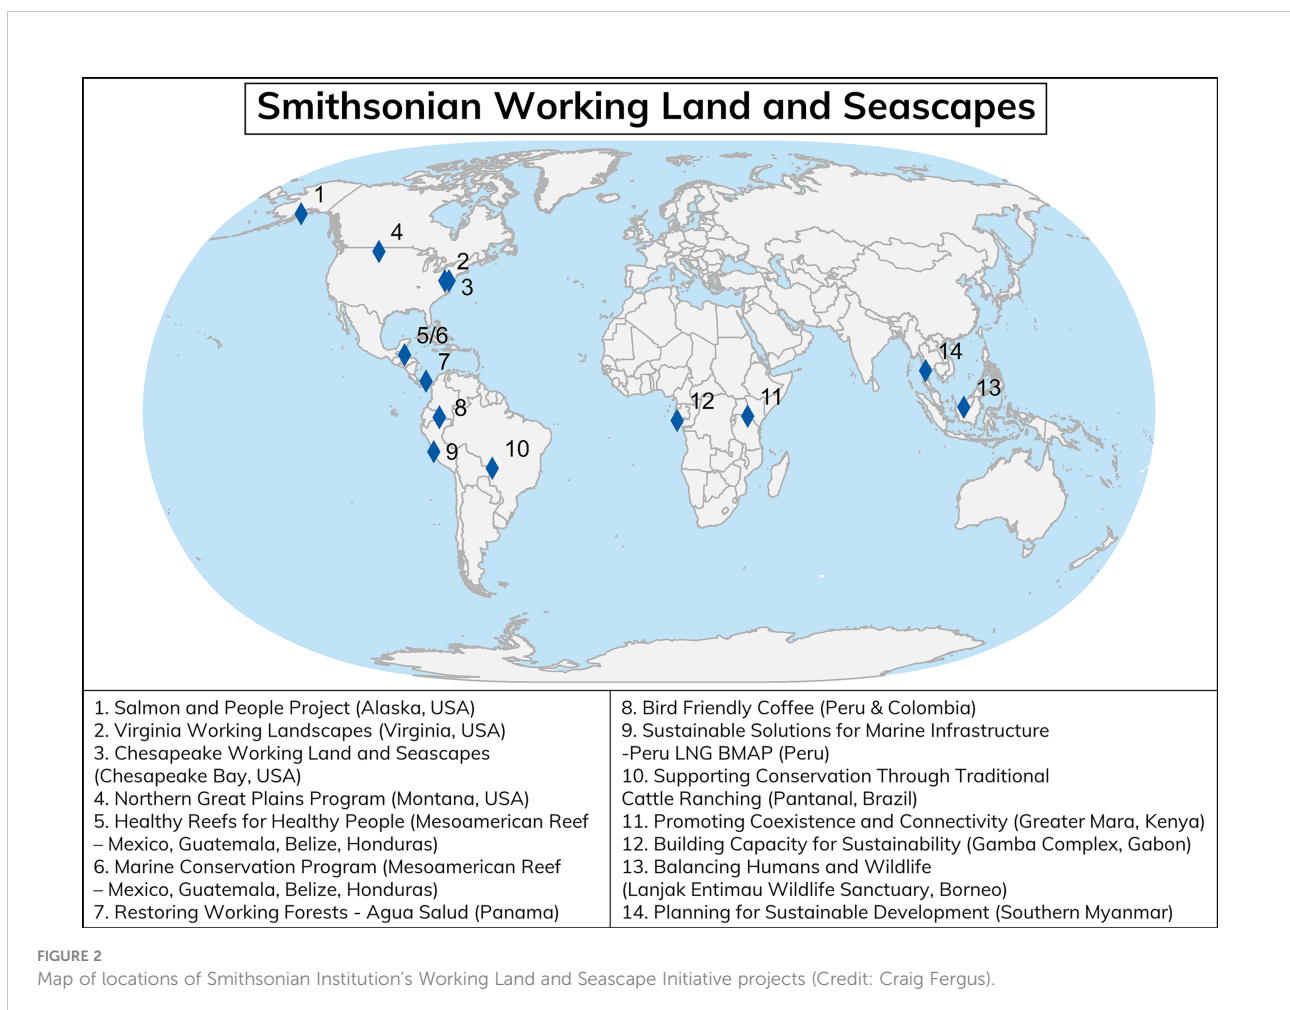 Smithsonian Working Land and Seascapes
1
4
2
3
5/6
7
8
9
10
12
11
14
13
1. Salmon and People Project (Alaska, USA)
2. Virginia Working Landscapes (Virginia, USA)
3. Chesapeake Working Land and Seascapes
(Chesapeake Bay, USA)
4. Northern Great Plains Program (Montana, USA)
5. Healthy Reefs for Healthy People (Mesoamerican Reef
– Mexico, Guatemala, Belize, Honduras)
6. Marine Conservation Program (Mesoamerican Reef
– Mexico, Guatemala, Belize, Honduras)
7. Restoring Working Forests - Agua Salud (Panama)
8. Bird Friendly Coffee (Peru & Colombia)
9. Sustainable Solutions for Marine Infrastructure
-Peru LNG BMAP (Peru)
10. Supporting Conservation Through Traditional
Cattle Ranching (Pantanal, Brazil)
11. Promoting Coexistence and Connectivity (Greater Mara, Kenya)
12. Building Capacity for Sustainability (Gamba Complex, Gabon)
13. Balancing Humans and Wildlife
(Lanjak Entimau Wildlife Sanctuary, Borneo)
14. Planning for Sustainable Development (Southern Myanmar)
FIGURE 2
Map of locations of Smithsonian Institution’s Working Land and Seascape Initiative projects (Credit: Craig Fergus).